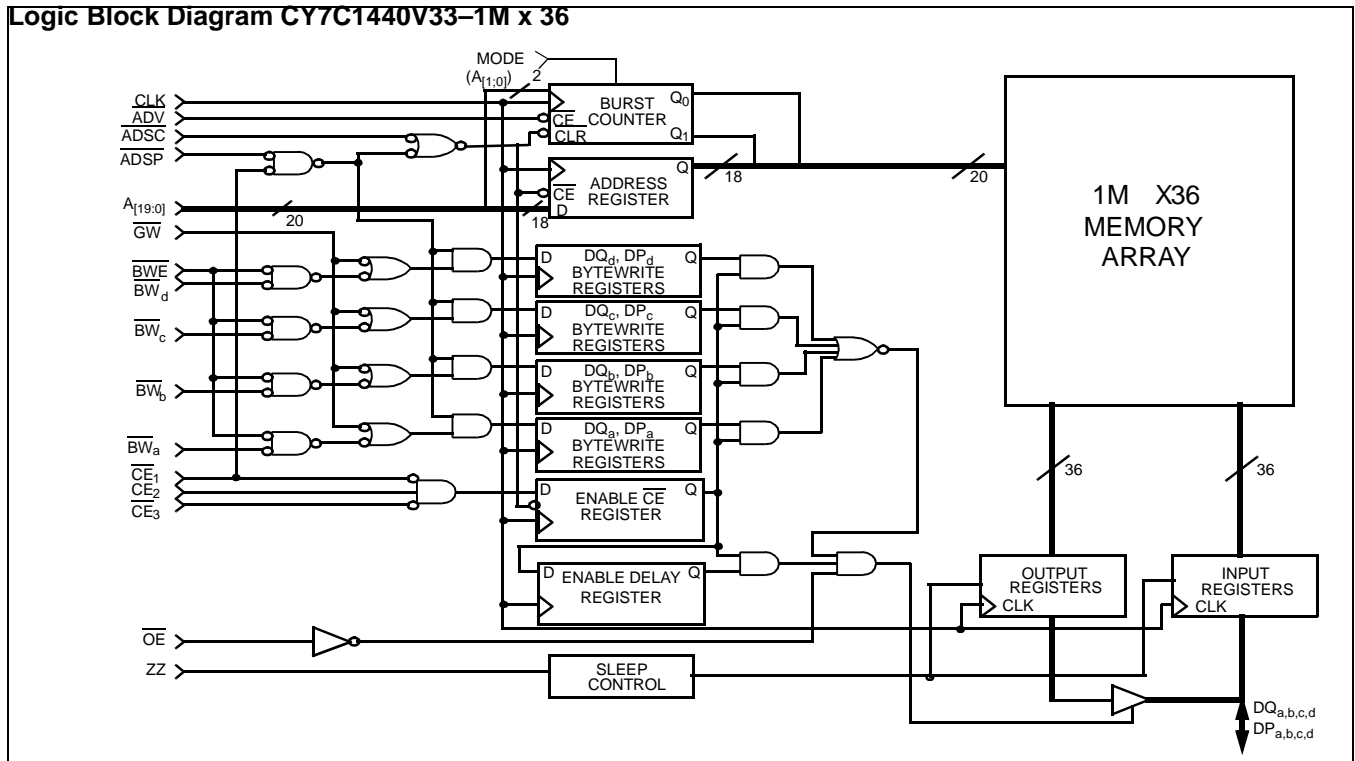 Logic Block Diagram CY7C1440V33–1M x 36
MODE
(A[1;0])
2
CLK
ADV
ADSC
ADSP
A[19:0]
GW
BWE
BWd
BWc
BWb
BWa
CE1
CE2
CE3
OE
ZZ
20
18
BURST
COUNTER
CE
CLR
Q0
Q1
ADDRESS
REGISTER
CE
D
Q
18
20
D
DQd, DPd
BYTEWRITE
REGISTERS
Q
D
DQc, DPc
BYTEWRITE
REGISTERS
Q
D
DQb, DPb
BYTEWRITE
REGISTERS
Q
D
DQa, DPa
BYTEWRITE
REGISTERS
Q
D
ENABLE CE
REGISTER
Q
D
ENABLE DELAY
REGISTER
Q
SLEEP
CONTROL
1M X36
MEMORY
ARRAY
36
36
OUTPUT
REGISTERS
CLK
INPUT
REGISTERS
CLK
DQa,b,c,d
DPa,b,c,d